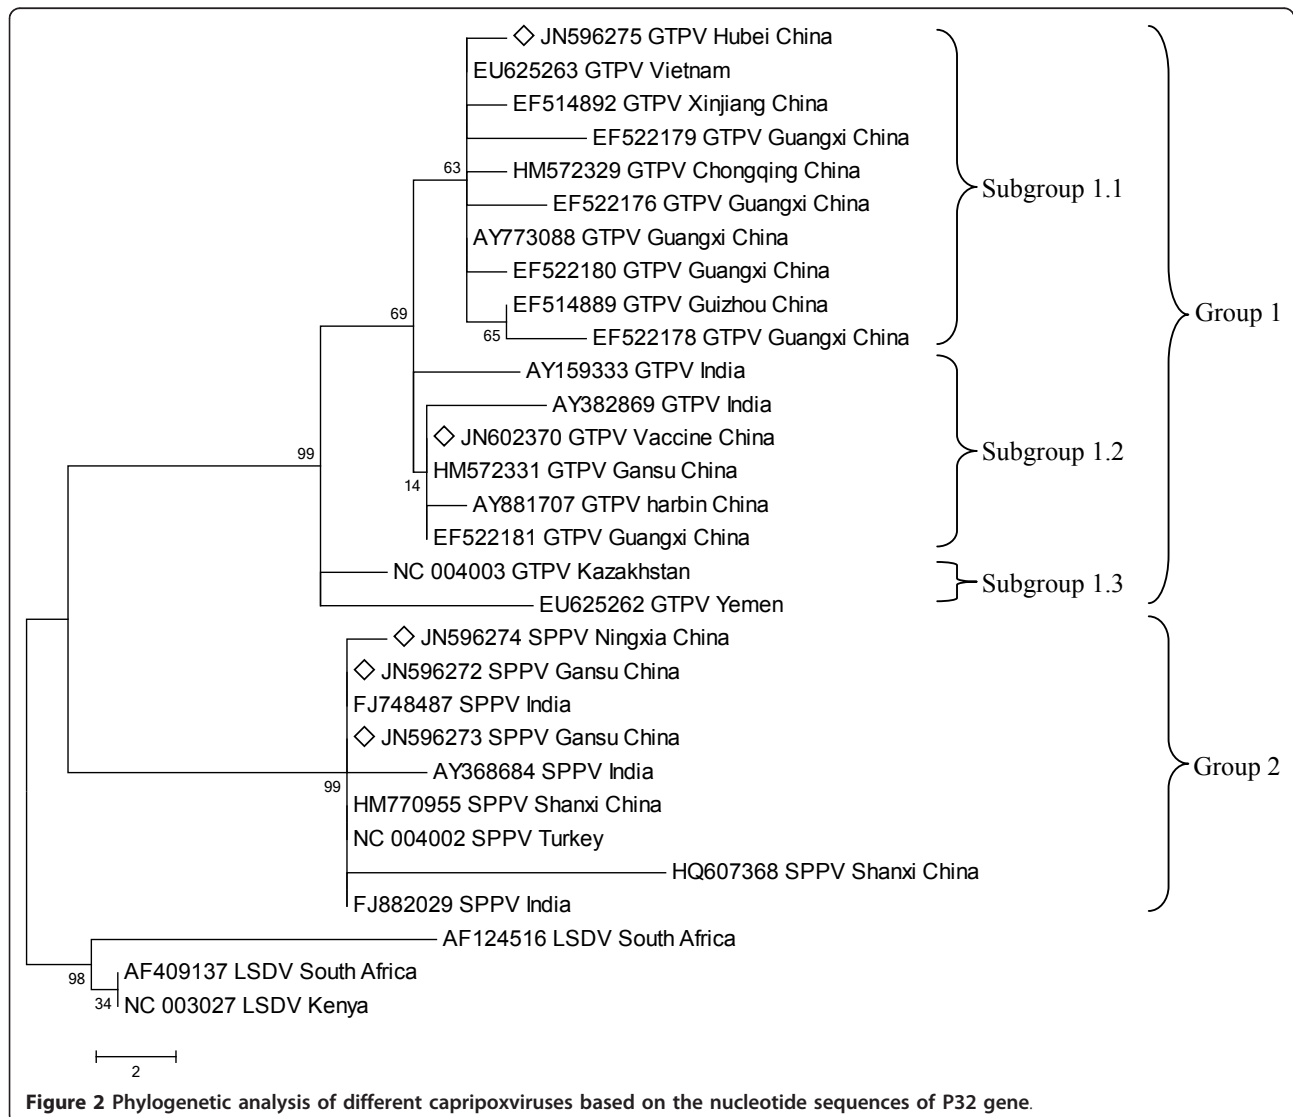 JN596275 GTPV Hubei China
EU625263 GTPV Vietnam
EF514892 GTPV Xinjiang China
EF522179 GTPV Guangxi China
63
HM572329 GTPV Chongqing China
Subgroup 1.1
EF522176 GTPV Guangxi China
AY773088 GTPV Guangxi China
EF522180 GTPV Guangxi China
69
EF514889 GTPV Guizhou China
Group 1
65
EF522178 GTPV Guangxi China
AY159333 GTPV India
AY382869 GTPV India
JN602370 GTPV Vaccine China
99
Subgroup 1.2
HM572331 GTPV Gansu China
14
AY881707 GTPV harbin China
EF522181 GTPV Guangxi China
NC 004003 GTPV Kazakhstan
Subgroup 1.3
EU625262 GTPV Yemen
JN596274 SPPV Ningxia China
JN596272 SPPV Gansu China
FJ748487 SPPV India
JN596273 SPPV Gansu China
AY368684 SPPV India
Group 2
99
HM770955 SPPV Shanxi China
NC 004002 SPPV Turkey
HQ607368 SPPV Shanxi China
FJ882029 SPPV India
AF124516 LSDV South Africa
98
AF409137 LSDV South Africa
34
NC 003027 LSDV Kenya
2
Figure 2 Phylogenetic analysis of different capripoxviruses based on the nucleotide sequences of P32 gene.